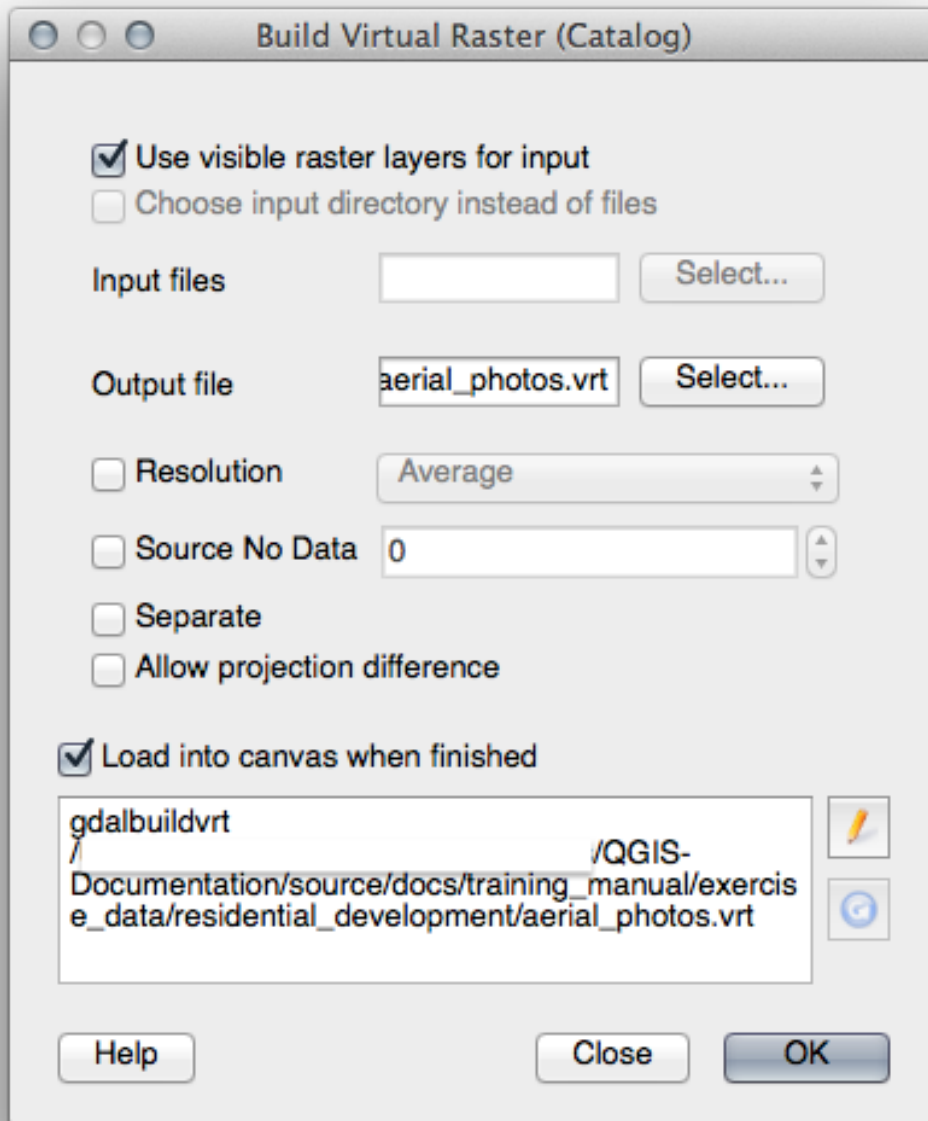 Build Virtual Raster (Catalog)
Use visible raster layers for input
Choose input directory instead of files
Input files
Select...
Output file
aerial_photos.vrt
Select...
Resolution
Average
Source No Data
0
Separate
Allow projection difference
Load into canvas when finished
gdalbuildvrt
/ /QGIS-
Documentation/source/docs/training_manual/exercis
e_data/residential_development/aerial_photos.vrt
Help
Close
OK